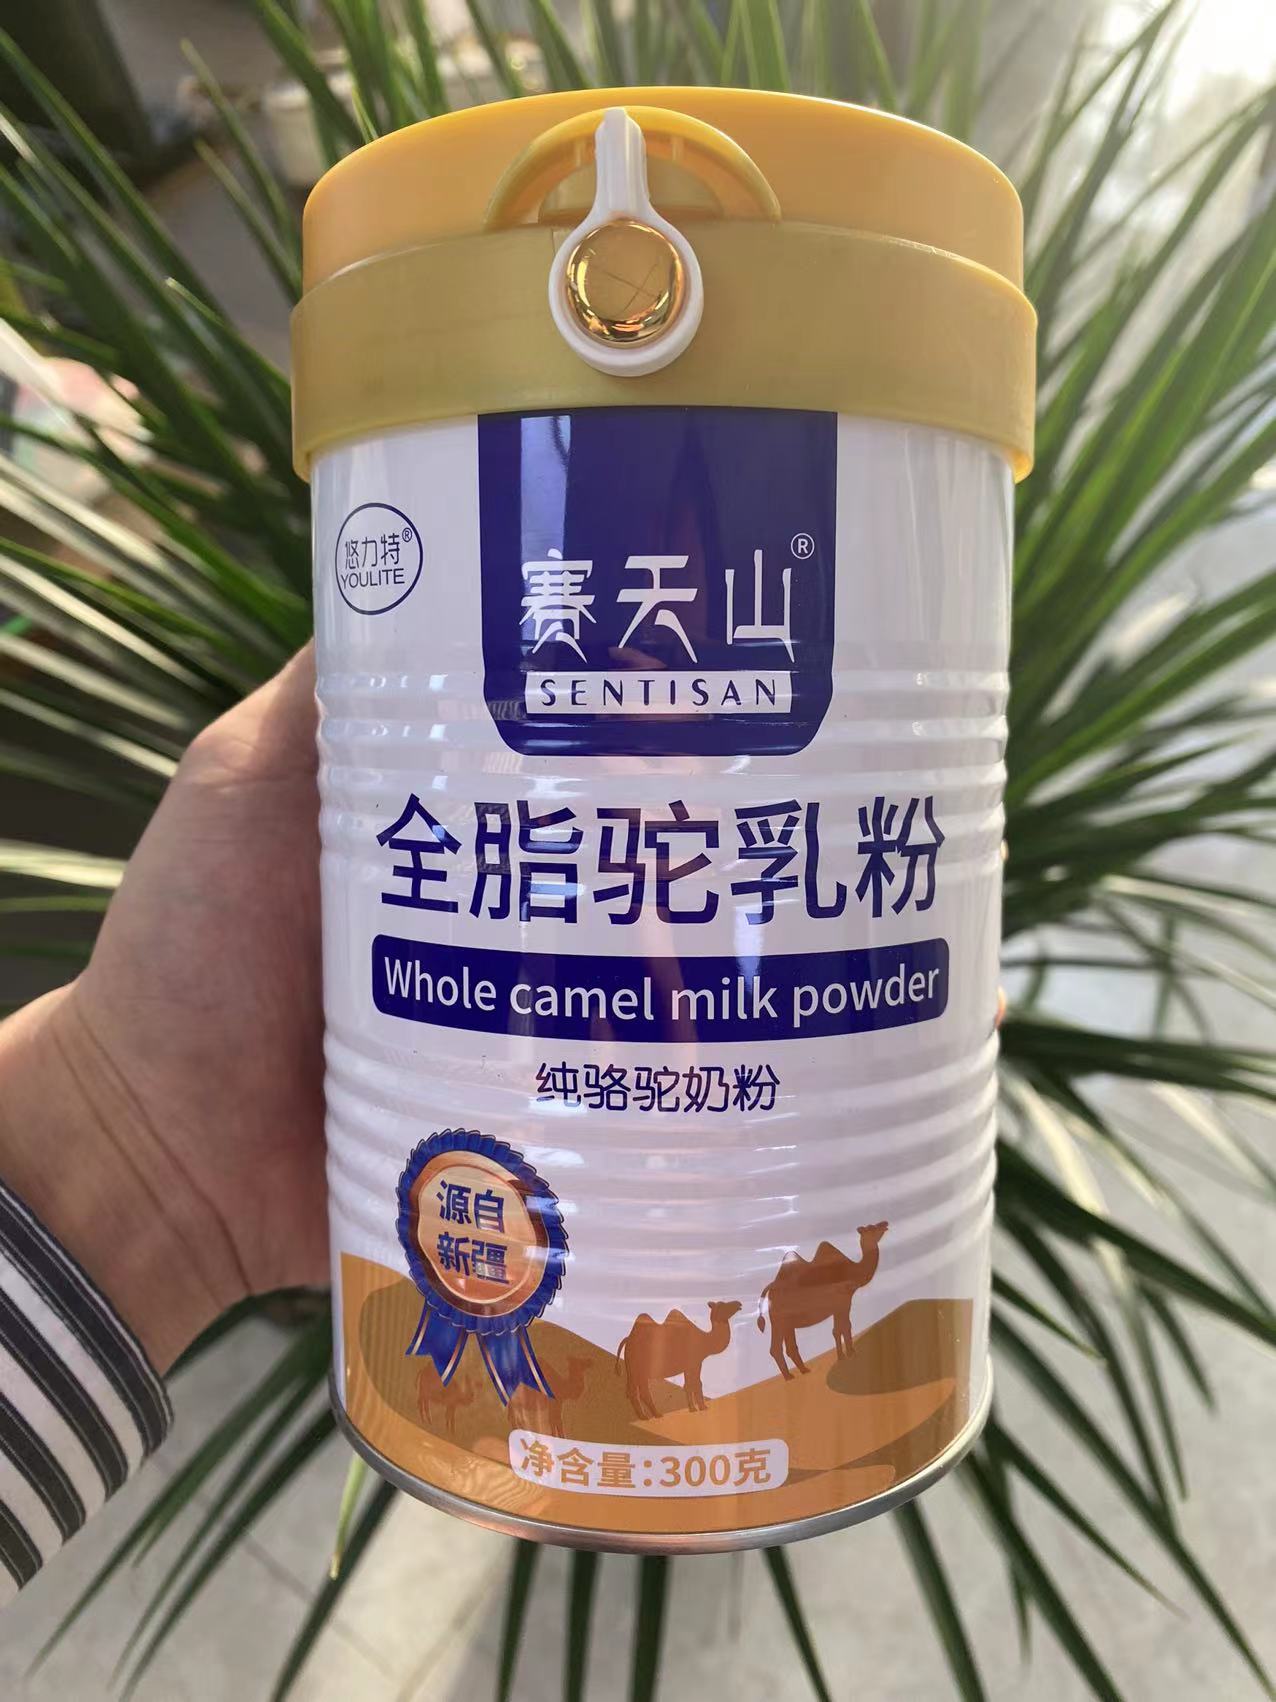 悠力特®
YOULITE
赛天山®
SENTISAN
全脂驼乳粉
Whole camel milk powder
纯骆驼奶粉
源自
新疆
净含量:300克